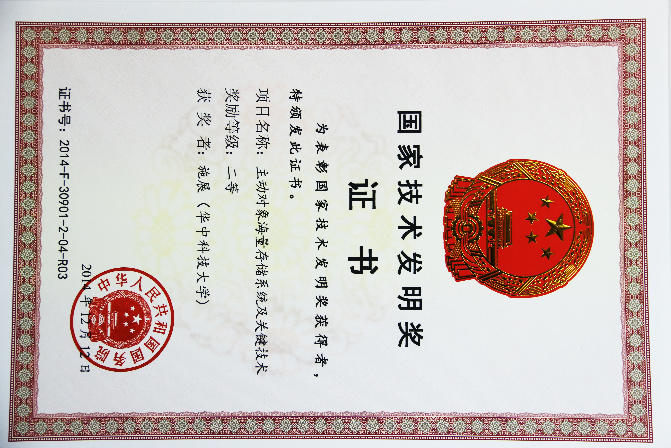 国家技术发明奖
证书
为表彰国家技术发明奖获得者，
特颁发此证书。
项目名称：主动对象海量存储系统及关键技术
奖励等级：二等
获奖者：施展（华中科技大学）
中华人民共和国国务院
2014年12月12日
证书号：2014-F-30901-2-04-R03